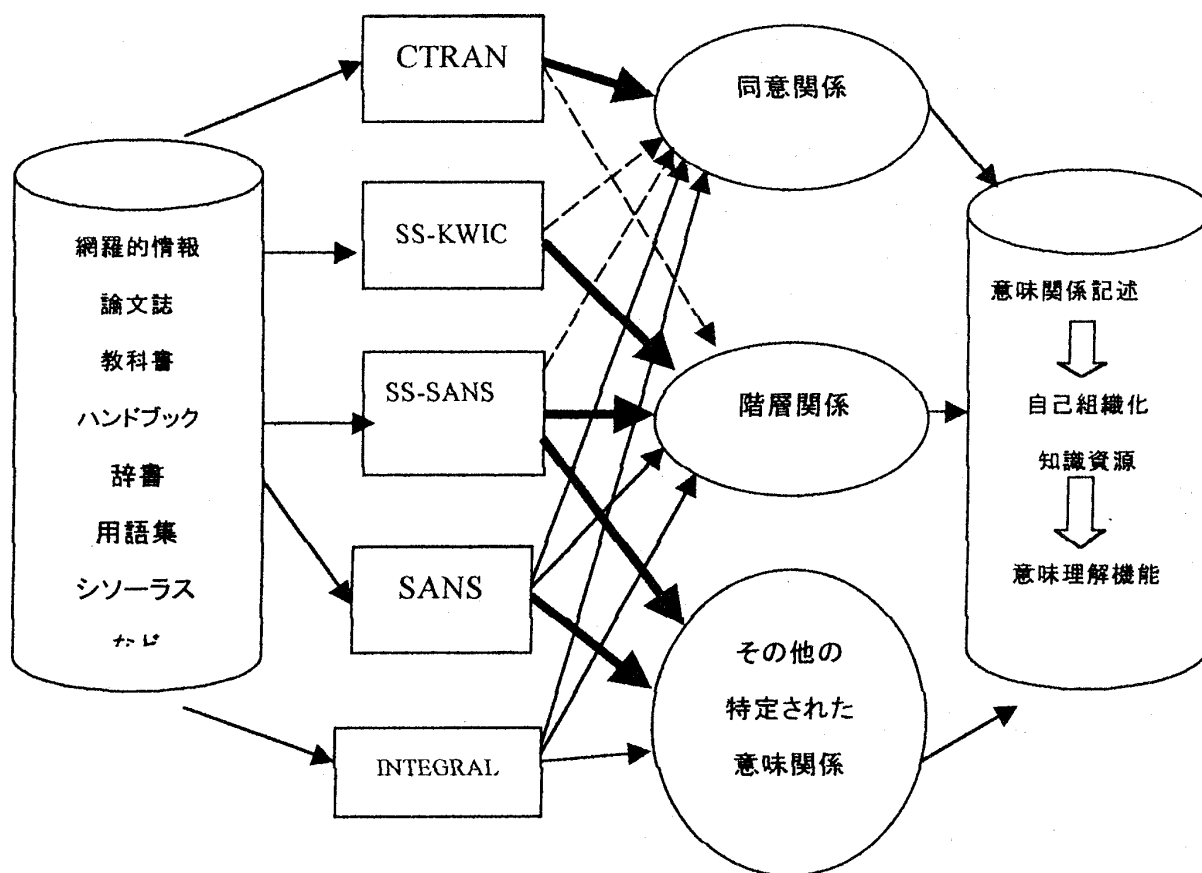 網羅的情報
論文誌
教科書
ハンドブック
辞書
用語集
シソーラス
など
CTRAN
SS-KWIC
SS-SANS
SANS
INTEGRAL
同意関係
階層関係
その他の
特定された
意味関係
意味関係記述
自己組織化
知識資源
意味理解機能